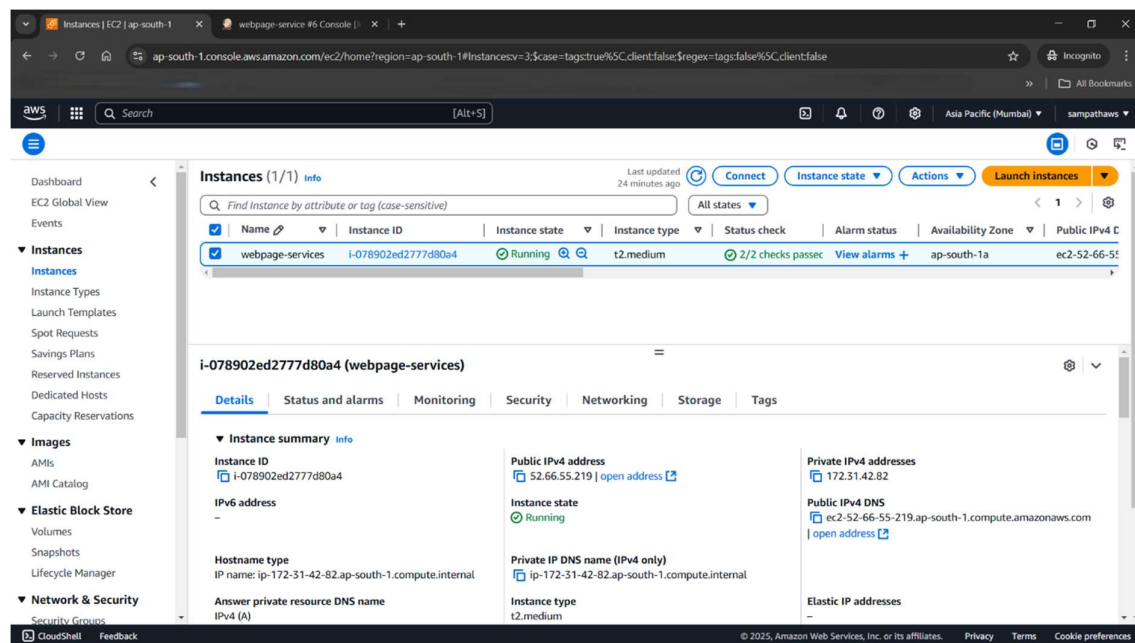 Instances | EC2 | ap-south-1
webpage-service #6 Console [J
ap-south-1.console.aws.amazon.com/ec2/home?region=ap-south-1#Instances:v=3;$case=tags:true%5C,client:false;$regex=tags:false%5C,client:false
Incognito
All Bookmarks
aws
Search
[Alt+S]
Asia Pacific (Mumbai)
sampathaws
Dashboard
EC2 Global View
Events
Instances
Instances
Instance Types
Launch Templates
Spot Requests
Savings Plans
Reserved Instances
Dedicated Hosts
Capacity Reservations
Images
AMIs
AMI Catalog
Elastic Block Store
Volumes
Snapshots
Lifecycle Manager
Network & Security
Security Groups
Instances (1/1) Info
Last updated
24 minutes ago
Connect
Instance state
Actions
Launch instances
Find Instance by attribute or tag (case-sensitive)
All states
1
Name Instance ID Instance state Instance type Status check Alarm status Availability Zone Public IPv4 D
webpage-services i-078902ed2777d80a4 Running t2.medium 2/2 checks passec View alarms + ap-south-1a ec2-52-66-55
i-078902ed2777d80a4 (webpage-services)
Details Status and alarms Monitoring Security Networking Storage Tags
Instance summary Info
Instance ID
i-078902ed2777d80a4
Public IPv4 address
52.66.55.219 | open address
Private IPv4 addresses
172.31.42.82
IPv6 address
–
Instance state
Running
Public IPv4 DNS
ec2-52-66-55-219.ap-south-1.compute.amazonaws.com
| open address
Hostname type
IP name: ip-172-31-42-82.ap-south-1.compute.internal
Private IP DNS name (IPv4 only)
ip-172-31-42-82.ap-south-1.compute.internal
Answer private resource DNS name
IPv4 (A)
Instance type
t2.medium
Elastic IP addresses
–
CloudShell Feedback
© 2025, Amazon Web Services, Inc. or its affiliates. Privacy Terms Cookie preferences